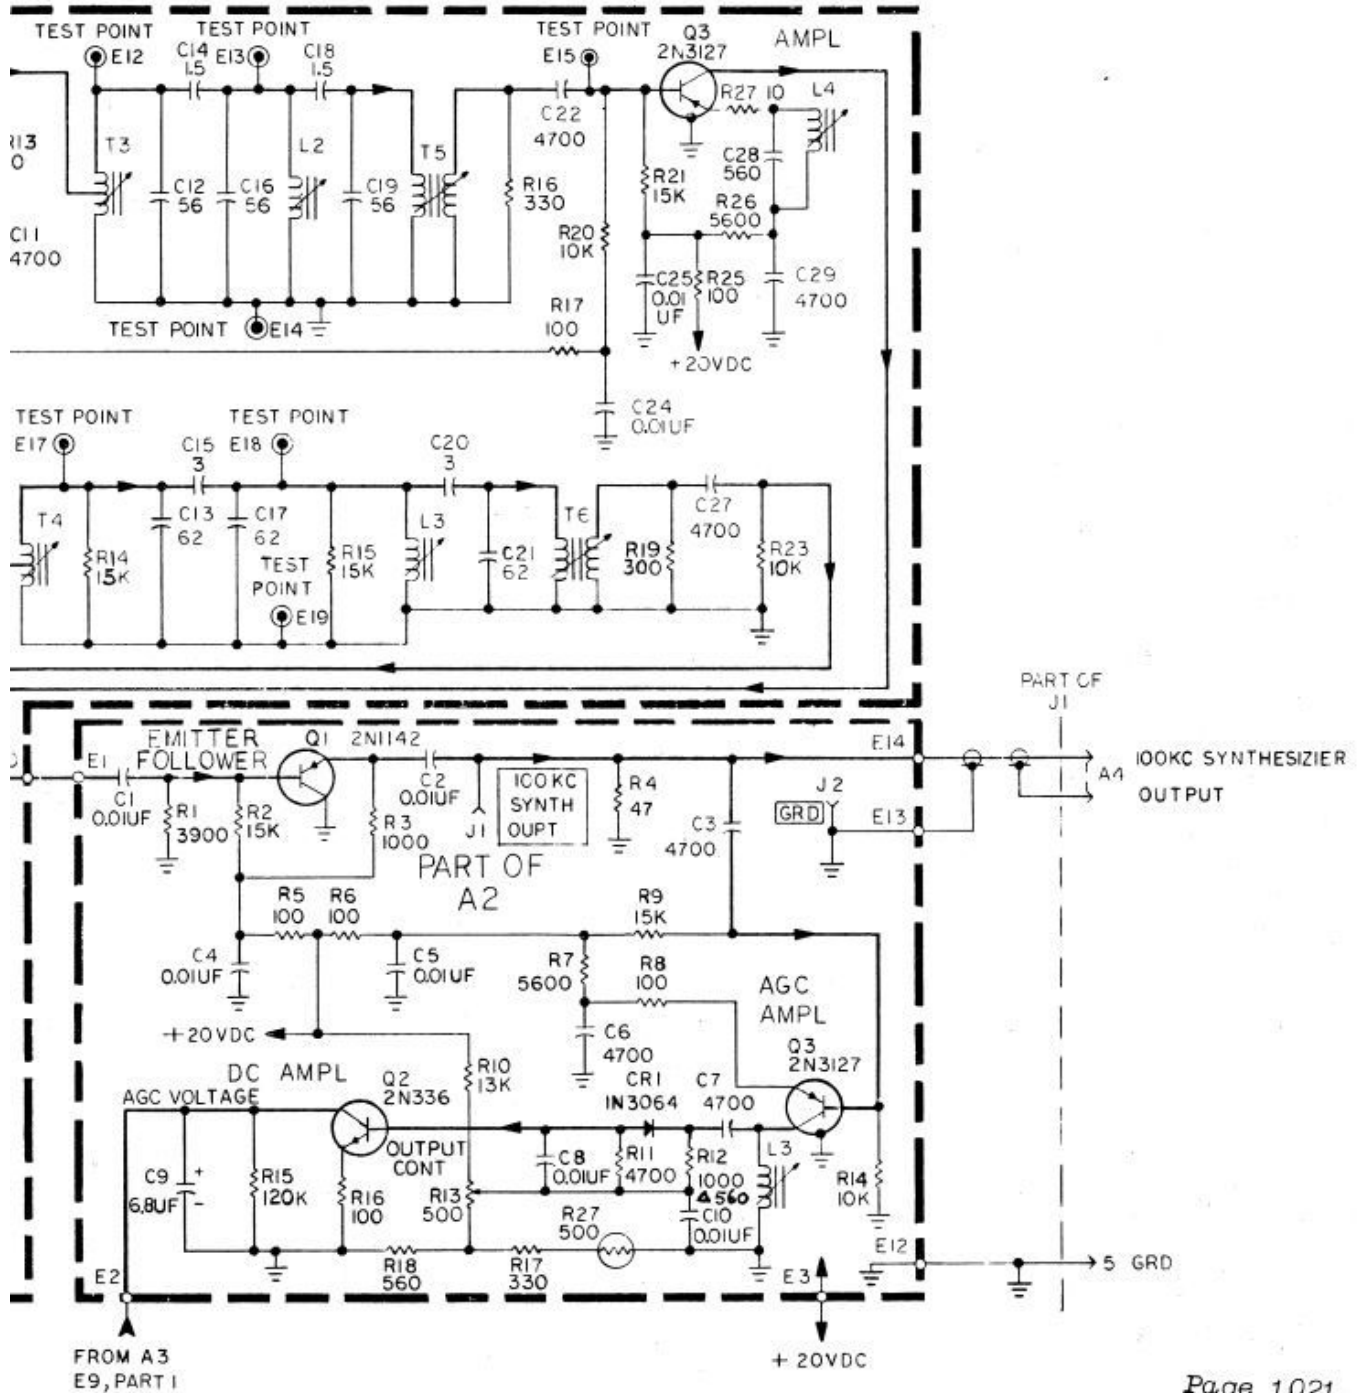 TEST POINT
E12
C14
1.5
TEST POINT
E13
C18
1.5
TEST POINT
E15
Q3
2N3127
AMPL
R27 10
L4
C22
4700
R13
0
T3
L2
T5
C28
560
C12
56
C16
56
C19
56
R16
330
R21
15K
R26
5600
C11
4700
R20
10K
C25
0.01
UF
R25
100
C29
4700
TEST POINT
E14
R17
100
+20VDC
C24
0.01UF
TEST POINT
E17
C15
3
TEST POINT
E18
C20
3
T4
C13
62
C17
62
L3
T6
C27
4700
R14
15K
TEST
POINT
R15
15K
C21
62
R19
300
R23
10K
E19
PART OF
J1
E1
EMITTER
FOLLOWER
Q1
2N1142
E14
100KC SYNTHESIZIER
A4
OUTPUT
C1
0.01UF
R1
3900
R2
15K
C2
0.01UF
R3
1000
J1
100KC
SYNTH
OUPT
R4
47
C3
4700
J2
GRD
E13
PART OF
A2
R5
100
R6
100
R9
15K
C4
0.01UF
C5
0.01UF
R7
5600
R8
100
AGC
AMPL
+20VDC
C6
4700
Q3
2N3127
DC AMPL
AGC VOLTAGE
Q2
2N336
R10
13K
CR1
1N3064
C7
4700
OUTPUT
CONT
C8
0.01UF
R11
4700
R12
1000
▲560
L3
C9
6.8UF
+
-
R15
120K
R16
100
R13
500
R27
500
C10
0.01UF
R14
10K
E2
R18
560
R17
330
E3
E12
5 GRD
FROM A3
E9, PART 1
+ 20VDC
Page 1021